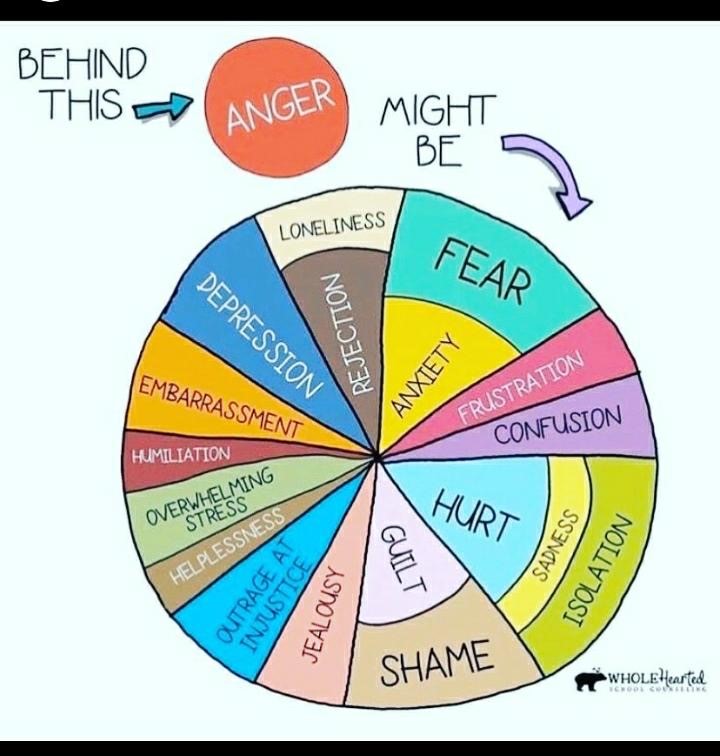 BEHIND
THIS
ANGER
MIGHT
BE
LONELINESS
REJECTION
FEAR
ANXIETY
FRUSTRATION
CONFUSION
HURT
SADNESS
ISOLATION
GUILT
SHAME
JEALOUSY
OUTRAGE AT
INJUSTICE
HELPLESSNESS
OVERWHELMING
STRESS
HUMILIATION
EMBARRASSMENT
DEPRESSION
WHOLEHearted
SCHOOL COUNSELING